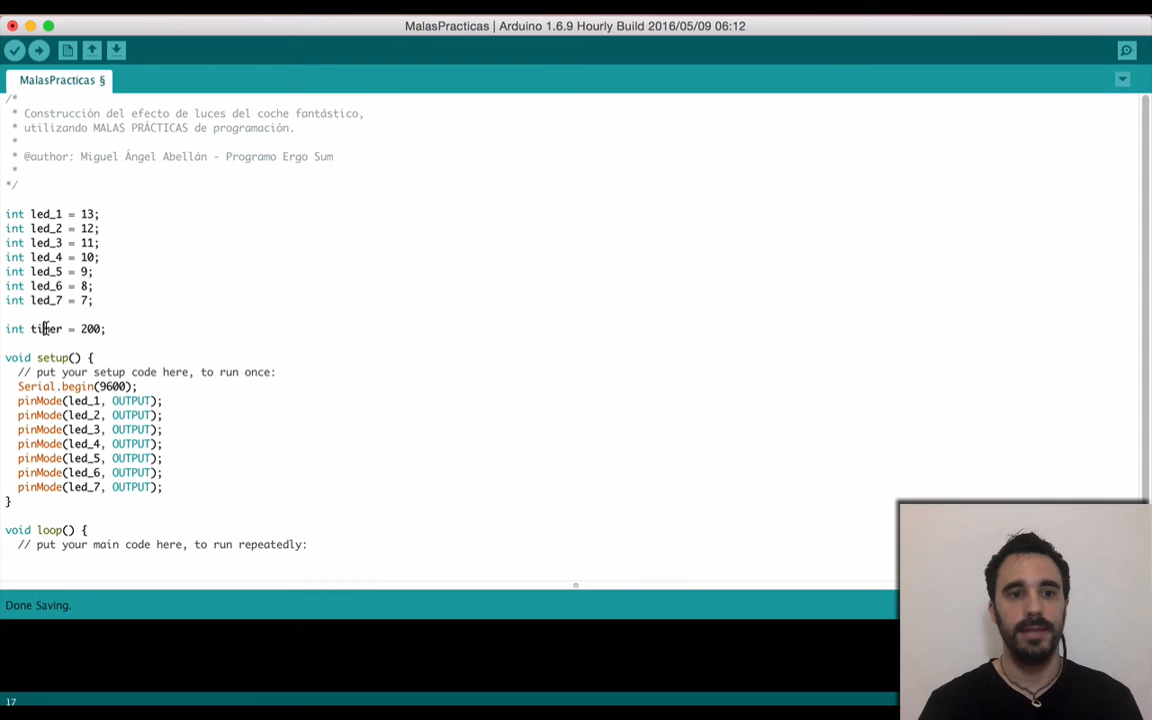 MalasPracticas | Arduino 1.6.9 Hourly Build 2016/05/09 06:12
MalasPracticas §
/*
* Construcción del efecto de luces del coche fantástico,
* utilizando MALAS PRÁCTICAS de programación.
*
* @author: Miguel Ángel Abellán - Programo Ergo Sum
*
*/
int led_1 = 13;
int led_2 = 12;
int led_3 = 11;
int led_4 = 10;
int led_5 = 9;
int led_6 = 8;
int led_7 = 7;
int timer = 200;
void setup() {
// put your setup code here, to run once:
Serial.begin(9600);
pinMode(led_1, OUTPUT);
pinMode(led_2, OUTPUT);
pinMode(led_3, OUTPUT);
pinMode(led_4, OUTPUT);
pinMode(led_5, OUTPUT);
pinMode(led_6, OUTPUT);
pinMode(led_7, OUTPUT);
}
void loop() {
// put your main code here, to run repeatedly:
Done Saving.
17